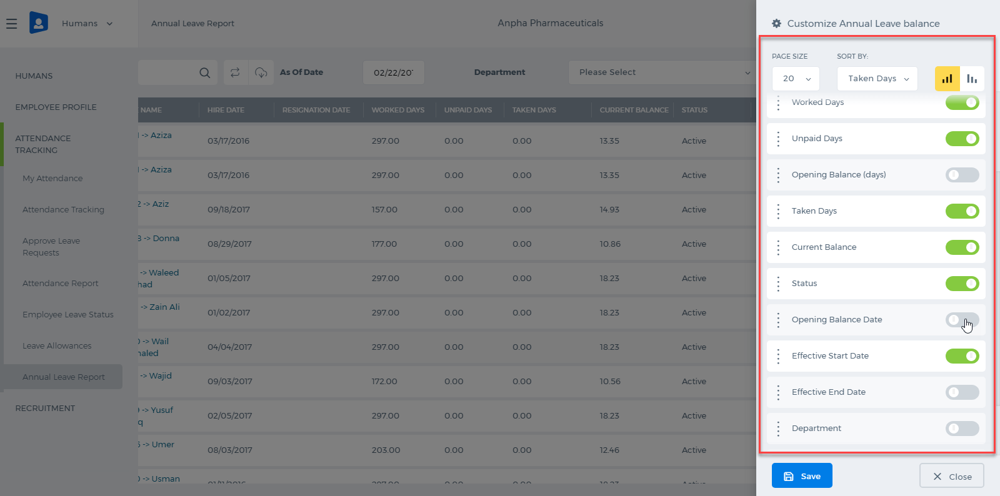 Humans
Annual Leave Report
Anpha Pharmaceuticals
Customize Annual Leave balance
HUMANS
EMPLOYEE PROFILE
ATTENDANCE
TRACKING
My Attendance
Attendance Tracking
Approve Leave
Requests
Attendance Report
Employee Leave Status
Leave Allowances
Annual Leave Report
RECRUITMENT
As Of Date
02/22/20
Department
Please Select
NAME HIRE DATE RESIGNATION DATE WORKED DAYS UNPAID DAYS TAKEN DAYS CURRENT BALANCE STATUS
-> Aziza
03/17/2016 297.00 0.00 0.00 13.35 Active
-> Aziza
03/17/2016 297.00 0.00 0.00 13.35 Active
2 -> Aziz
09/18/2017 157.00 0.00 0.00 14.93 Active
-> Donna
08/29/2017 177.00 0.00 0.00 10.86 Active
-> Waleed
had
01/05/2017 297.00 0.00 0.00 18.23 Active
-> Zain Ali
01/02/2017 297.00 0.00 0.00 18.23 Active
-> Wail
naled
04/04/2017 297.00 0.00 0.00 18.23 Active
-> Wajid
09/03/2017 172.00 0.00 0.00 10.56 Active
-> Yusuf
q
02/05/2017 297.00 0.00 0.00 18.23 Active
-> Umer
08/03/2017 203.00 0.00 0.00 12.46 Active
-> Usman
PAGE SIZE
SORT BY:
20
Taken Days
Worked Days
Unpaid Days
Opening Balance (days)
Taken Days
Current Balance
Status
Opening Balance Date
Effective Start Date
Effective End Date
Department
Save
Close